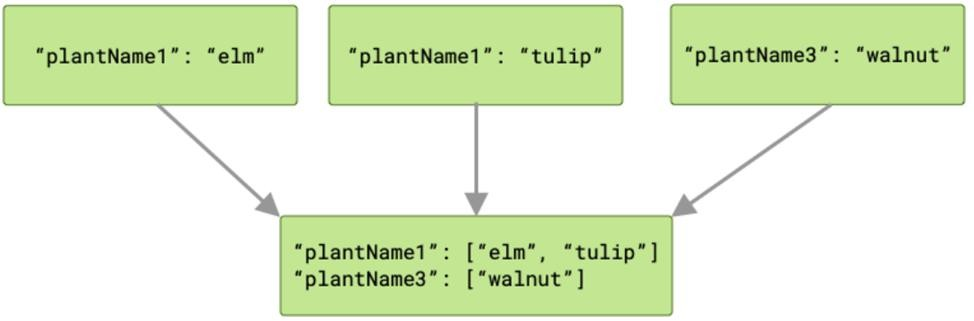 “plantName1”: “elm”
“plantName1”: “tulip”
“plantName3”: “walnut”
“plantName1”: [“elm”, “tulip”]
“plantName3”: [“walnut”]